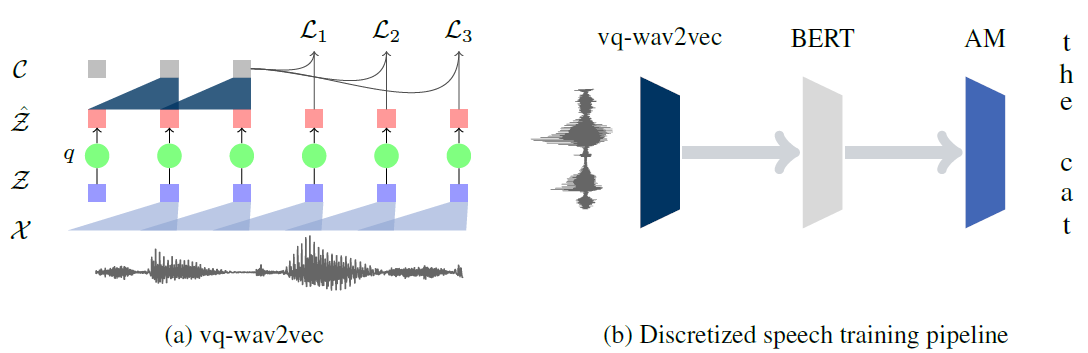 ℒ₁ ℒ₂ ℒ₃
𝒞
𝒵̂
q
𝒵
𝒳
(a) vq-wav2vec
vq-wav2vec BERT AM
t
h
e
c
a
t
(b) Discretized speech training pipeline